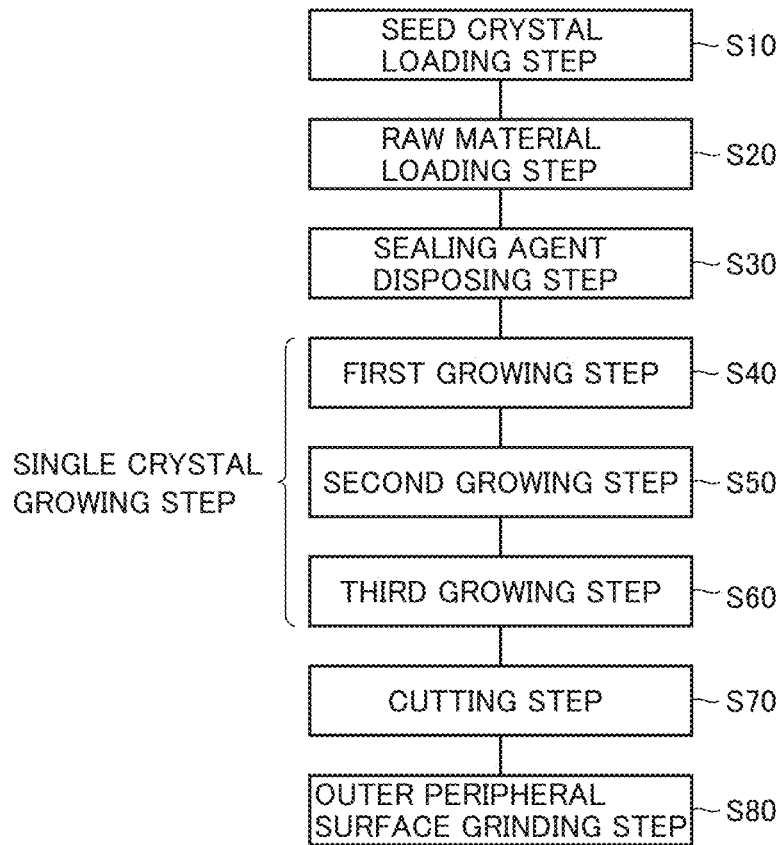 SEED CRYSTAL
LOADING STEP
S10
RAW MATERIAL
LOADING STEP
S20
SEALING AGENT
DISPOSING STEP
S30
SINGLE CRYSTAL
GROWING STEP
FIRST GROWING STEP
S40
SECOND GROWING STEP
S50
THIRD GROWING STEP
S60
CUTTING STEP
S70
OUTER PERIPHERAL
SURFACE GRINDING STEP
S80